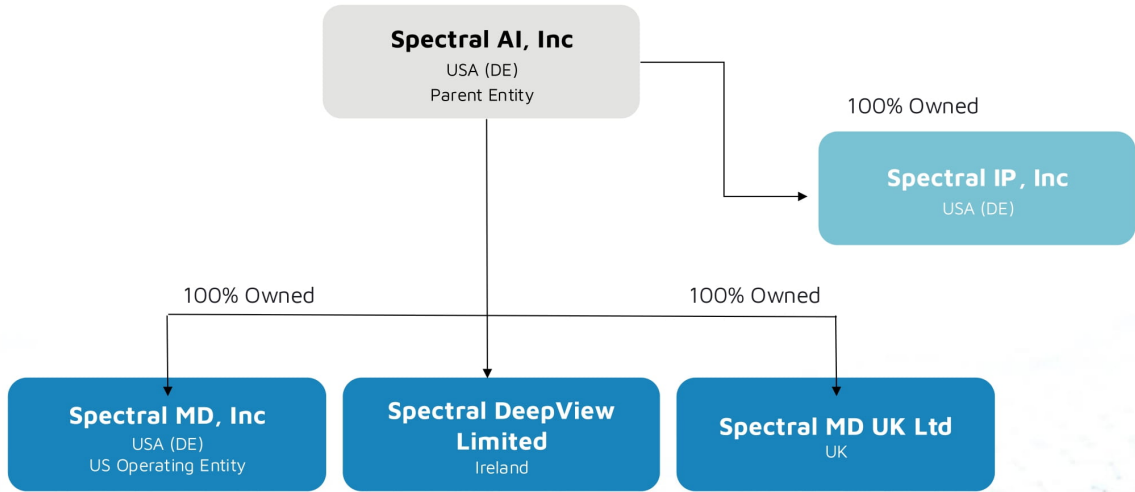 Spectral AI, Inc
USA (DE)
Parent Entity
100% Owned
Spectral IP, Inc
USA (DE)
100% Owned
100% Owned
Spectral MD, Inc
USA (DE)
US Operating Entity
Spectral DeepView
Limited
Ireland
Spectral MD UK Ltd
UK